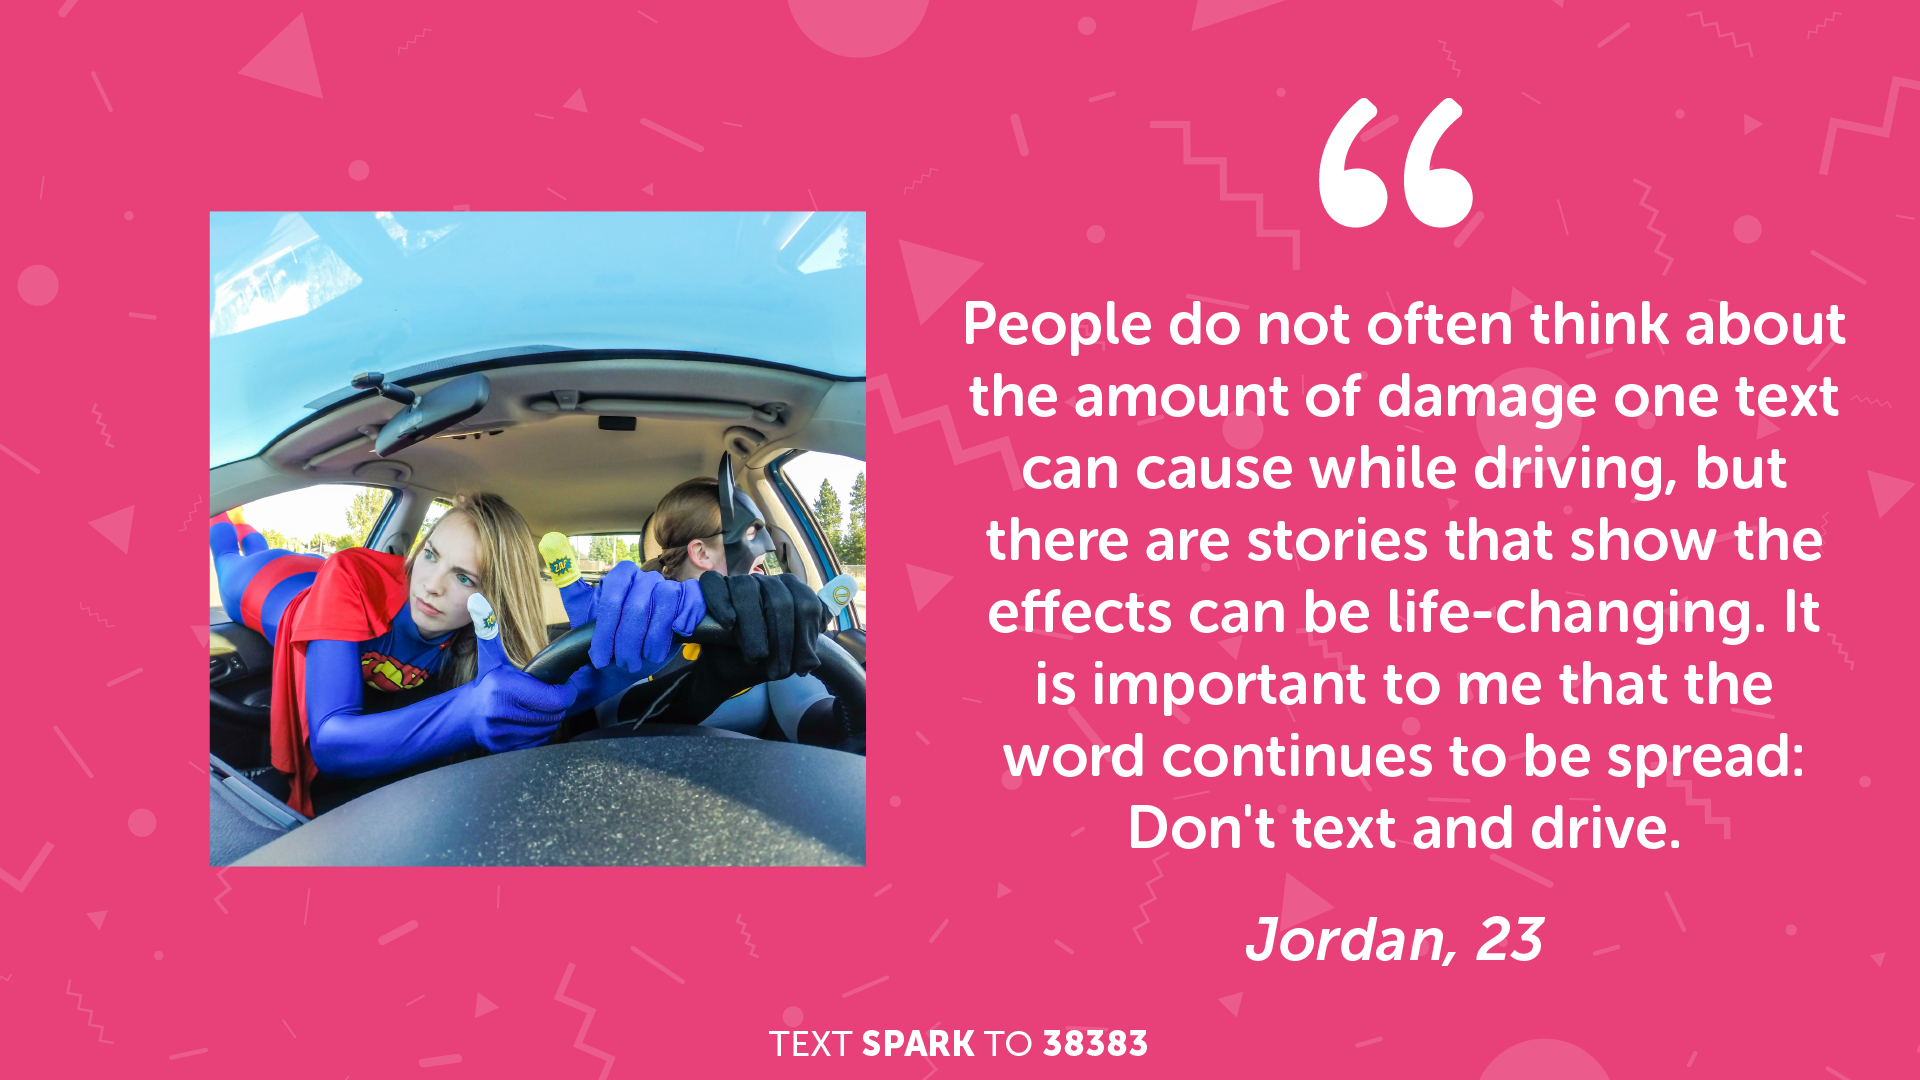 “
People do not often think about
the amount of damage one text
can cause while driving, but
there are stories that show the
effects can be life-changing. It
is important to me that the
word continues to be spread:
Don't text and drive.
Jordan, 23
TEXT SPARK TO 38383
ZAP